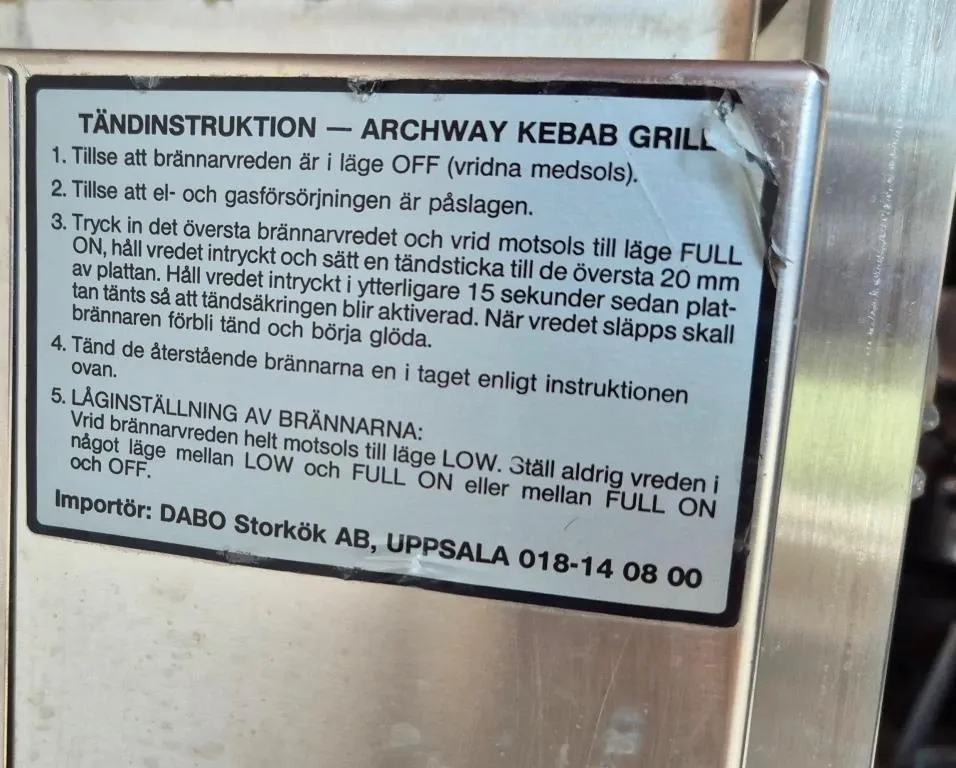 TÄNDINSTRUKTION — ARCHWAY KEBAB GRILL
1. Tillse att brännarvreden är i läge OFF (vridna medsols).
2. Tillse att el- och gasförsörjningen är påslagen.
3. Tryck in det översta brännarvredet och vrid motsols till läge FULL
ON, håll vredet intryckt och sätt en tändsticka till de översta 20 mm
av plattan. Håll vredet intryckt i ytterligare 15 sekunder sedan plat-
tan tänts så att tändsäkringen blir aktiverad. När vredet släpps skall
brännaren förbli tänd och börja glöda.
4. Tänd de återstående brännarna en i taget enligt instruktionen
ovan.
5. LÅGINSTÄLLNING AV BRÄNNARNA:
Vrid brännarvreden helt motsols till läge LOW. Ställ aldrig vreden i
något läge mellan LOW och FULL ON eller mellan FULL ON
och OFF.
Importör: DABO Storkök AB, UPPSALA 018-14 08 00